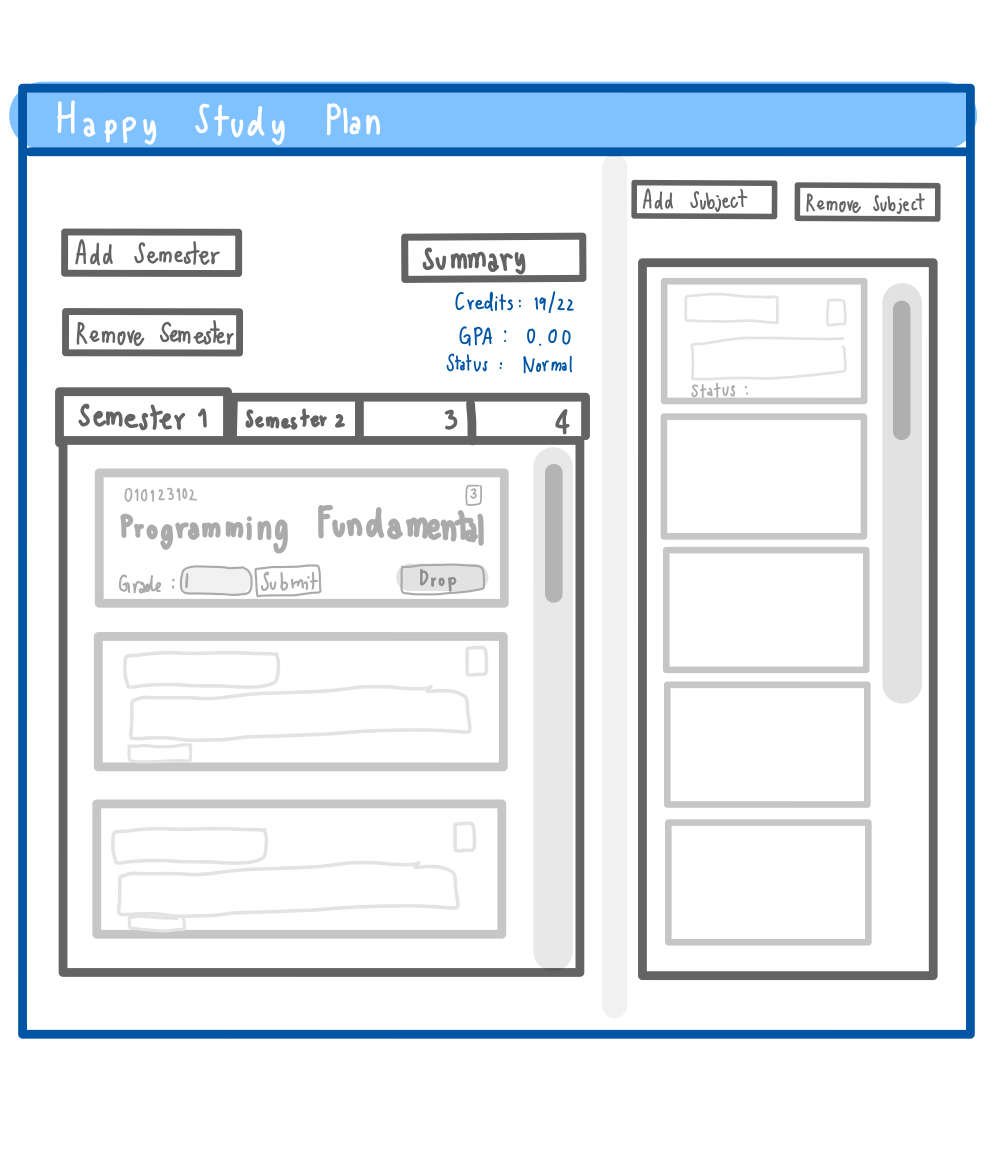 Happy Study Plan
Add Semester
Remove Semester
Summary
Credits: 19/22
GPA : 0.00
Status : Normal
Semester 1 Semester 2 3 4
010123102 3
Programming Fundamental
Grade : Submit Drop
Add Subject Remove Subject
Status :